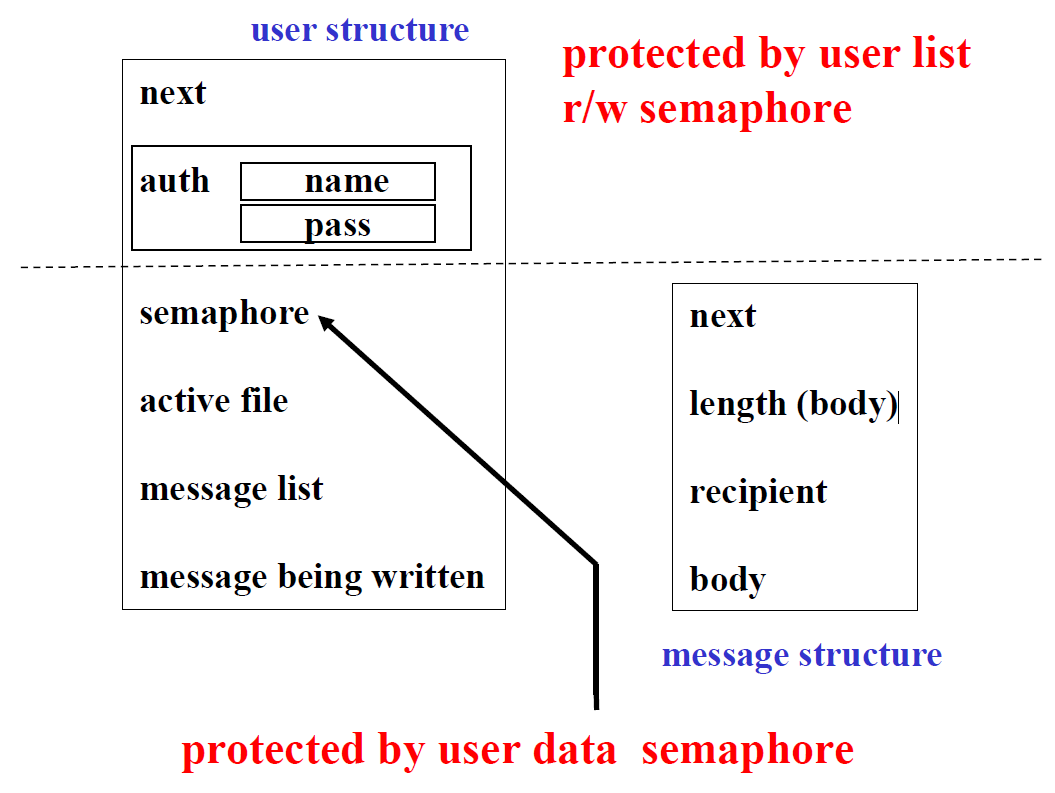 user structure
protected by user list
r/w semaphore
next
auth
name
pass
semaphore
active file
message list
message being written
next
length (body)
recipient
body
message structure
protected by user data semaphore